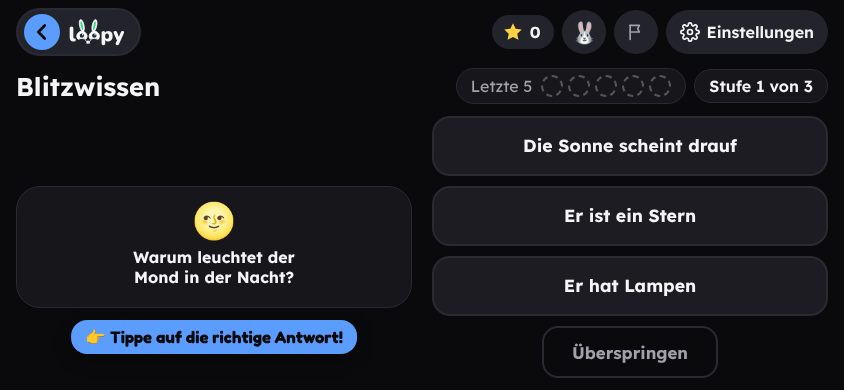 loopy
0
Einstellungen
Blitzwissen
Letzte 5
Stufe 1 von 3
Warum leuchtet der
Mond in der Nacht?
Tippe auf die richtige Antwort!
Die Sonne scheint drauf
Er ist ein Stern
Er hat Lampen
Überspringen